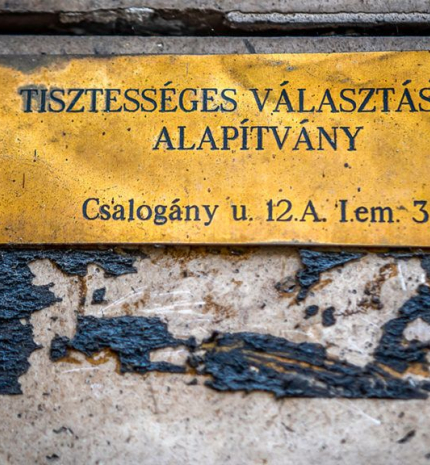 TISZTESSÉGES VÁLASZTÁS
ALAPÍTVÁNY
Csalogány u. 12.A. I.em. 3